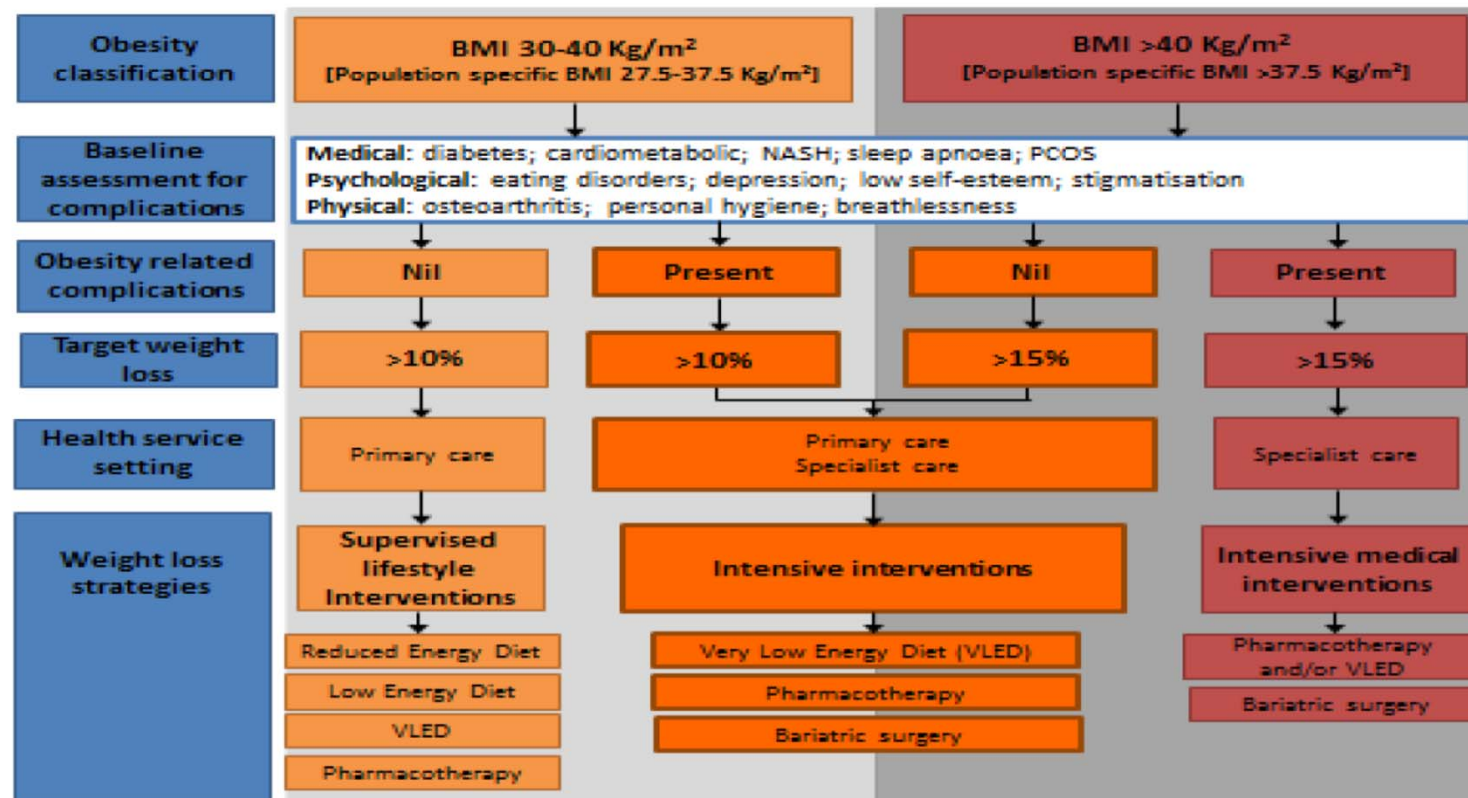 Obesity
classification
BMI 30-40 Kg/m²
[Population specific BMI 27.5-37.5 Kg/m²]
BMI >40 Kg/m²
[Population specific BMI >37.5 Kg/m²]
Baseline
assessment for
complications
Medical: diabetes; cardiometabolic; NASH; sleep apnoea; PCOS
Psychological: eating disorders; depression; low self-esteem; stigmatisation
Physical: osteoarthritis; personal hygiene; breathlessness
Obesity related
complications
Nil
Present
Nil
Present
Target weight
loss
>10%
>10%
>15%
>15%
Health service
setting
Primary care
Primary care
Specialist care
Specialist care
Weight loss
strategies
Supervised
lifestyle
Interventions
Intensive interventions
Intensive medical
interventions
Reduced Energy Diet
Low Energy Diet
VLED
Pharmacotherapy
Very Low Energy Diet (VLED)
Pharmacotherapy
Bariatric surgery
Pharmacotherapy
and/or VLED
Bariatric surgery